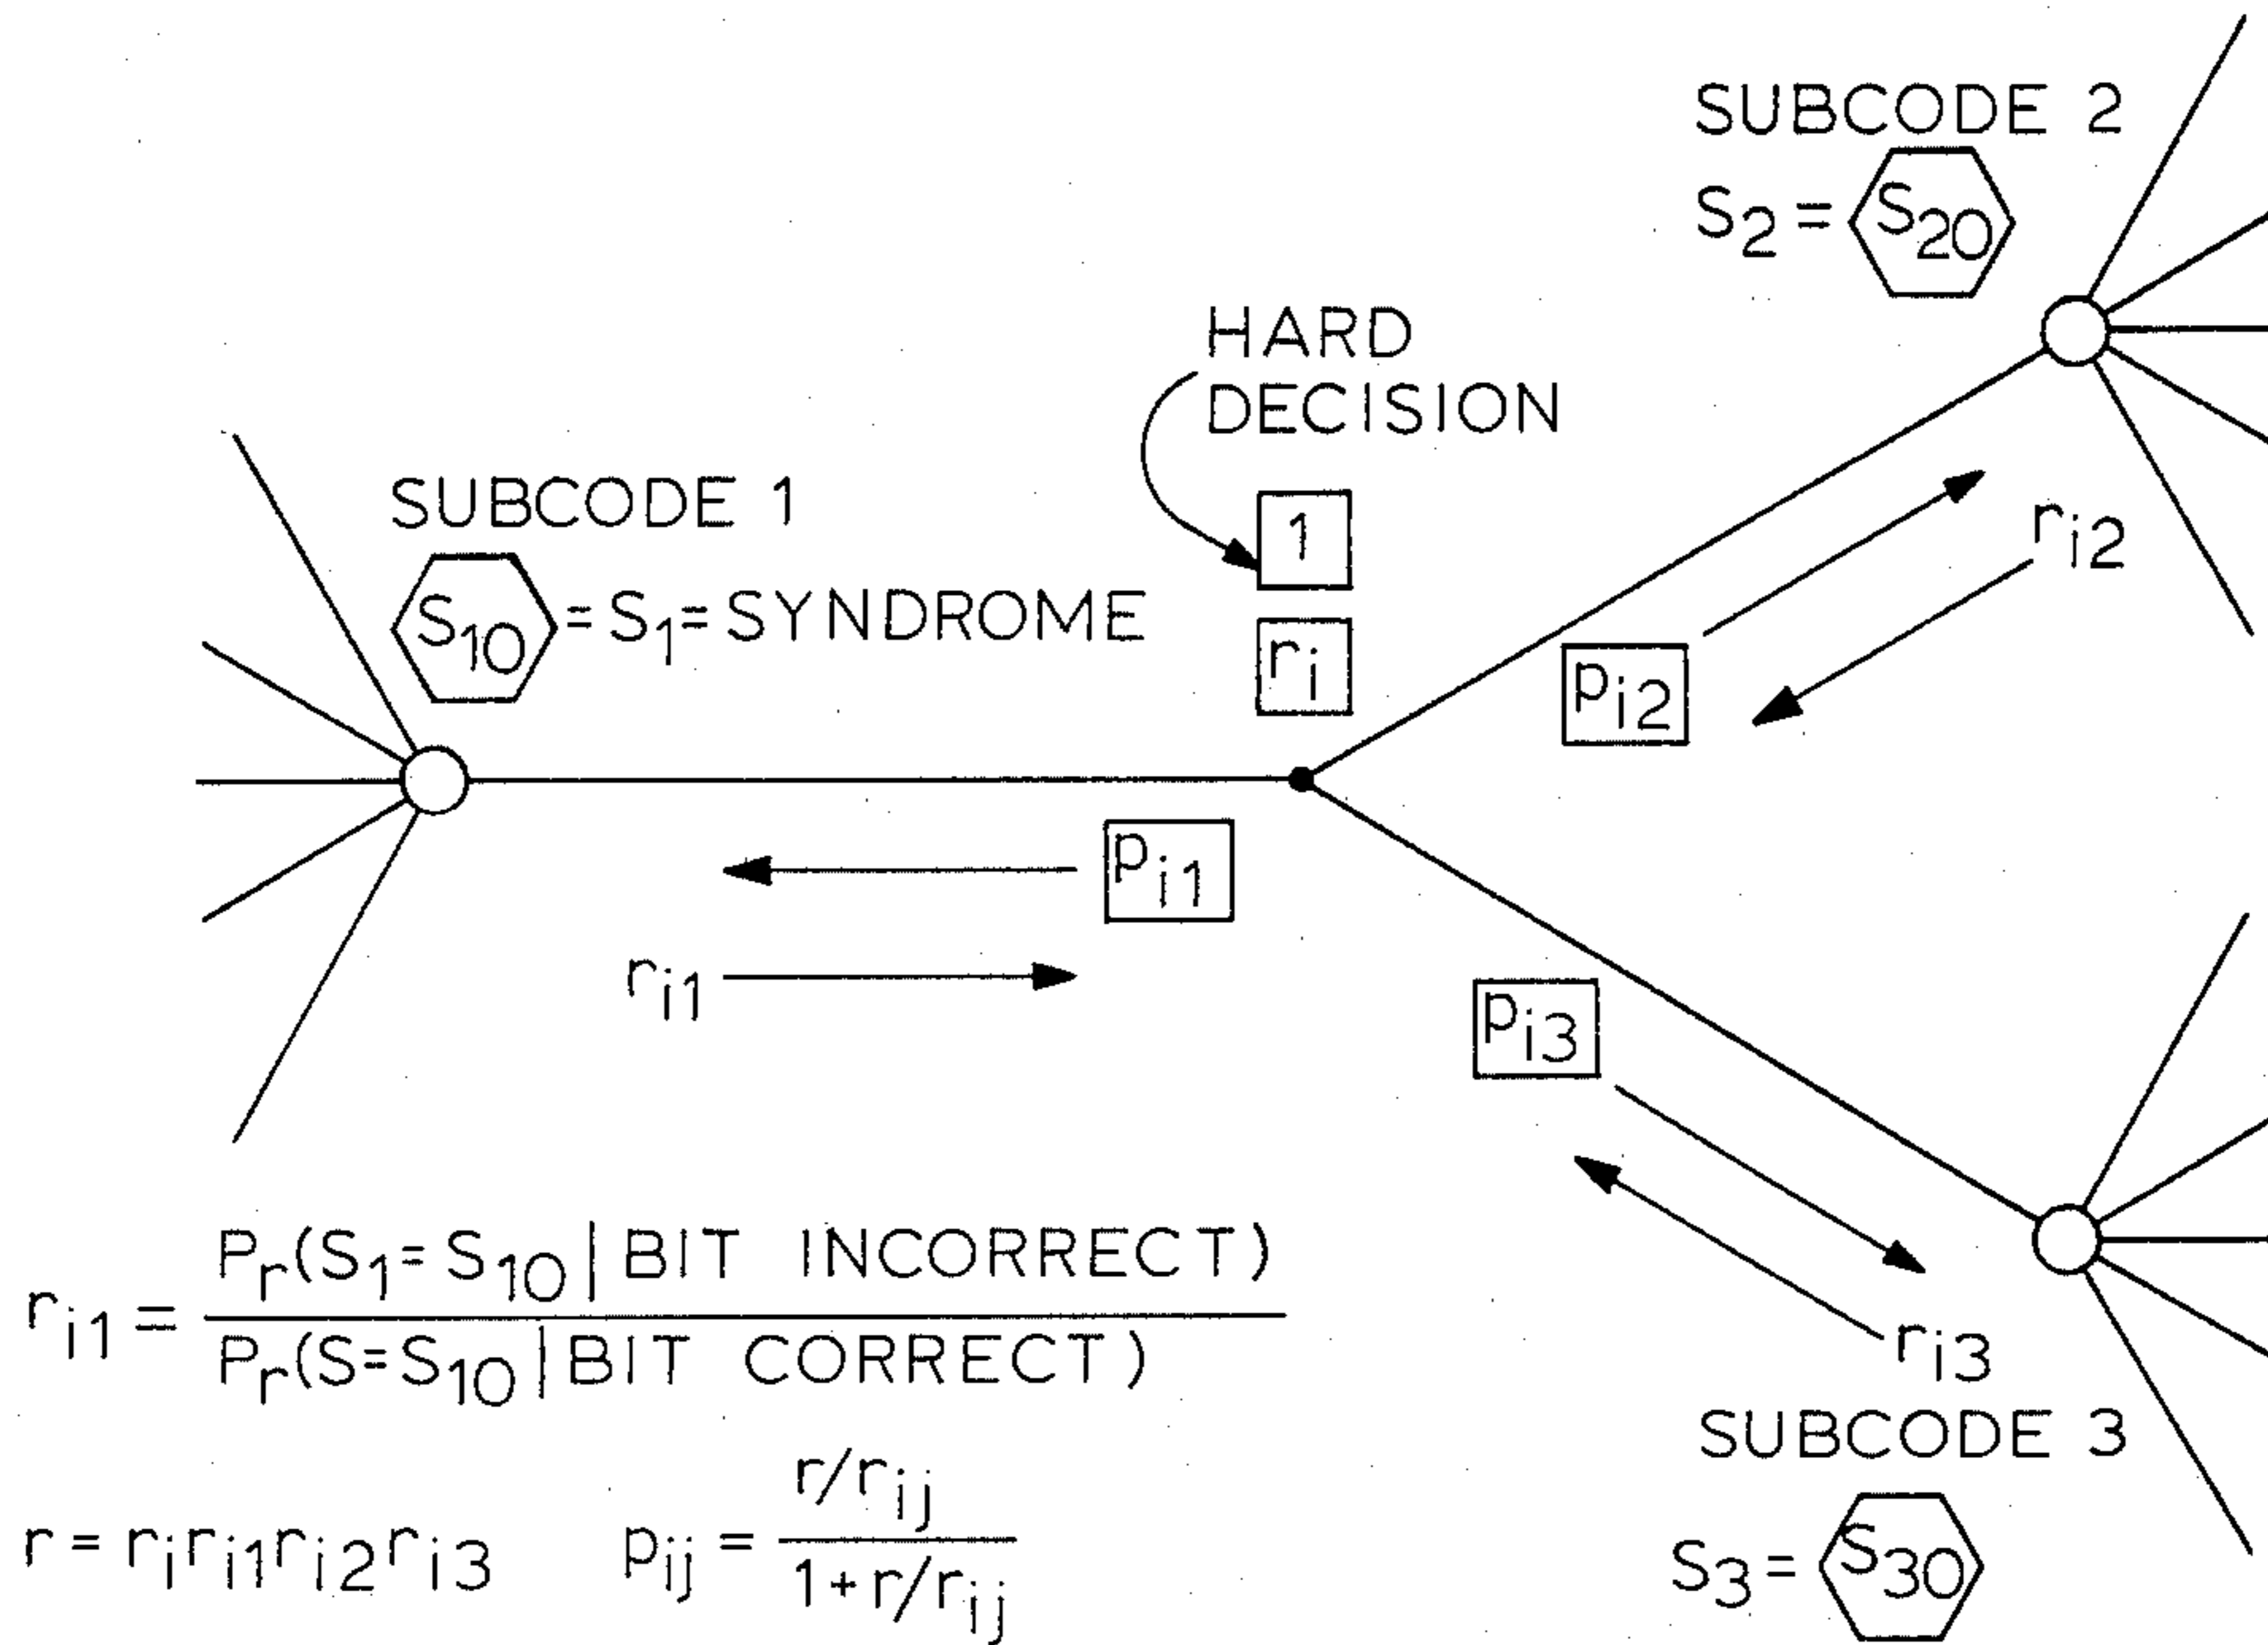 SUBCODE 2
S2 = S20
HARD
DECISION
1
ri
SUBCODE 1
S10 = S1 = SYNDROME
ri2
pi2
pi1
ri1
pi3
ri3
SUBCODE 3
S3 = S30
ri1 = Pr(S1=S10|BIT INCORRECT)
Pr(S=S10|BIT CORRECT)
r = ri ri1 ri2 ri3
pij = r/rij
1+r/rij